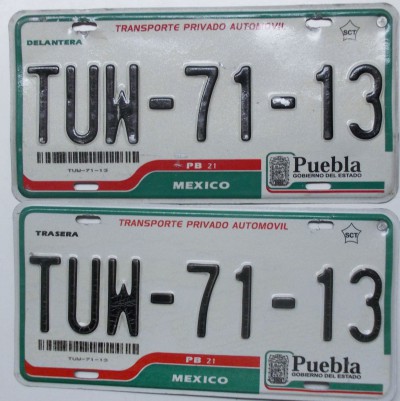 TRANSPORTE PRIVADO AUTOMOVIL
DELANTERA
SCT
TUW-71-13
TUW-71-13
PB 21
Puebla
GOBIERNO DEL ESTADO
MEXICO
TRANSPORTE PRIVADO AUTOMOVIL
TRASERA
SCT
TUW-71-13
TUW-71-13
PB 21
Puebla
GOBIERNO DEL ESTADO
MEXICO